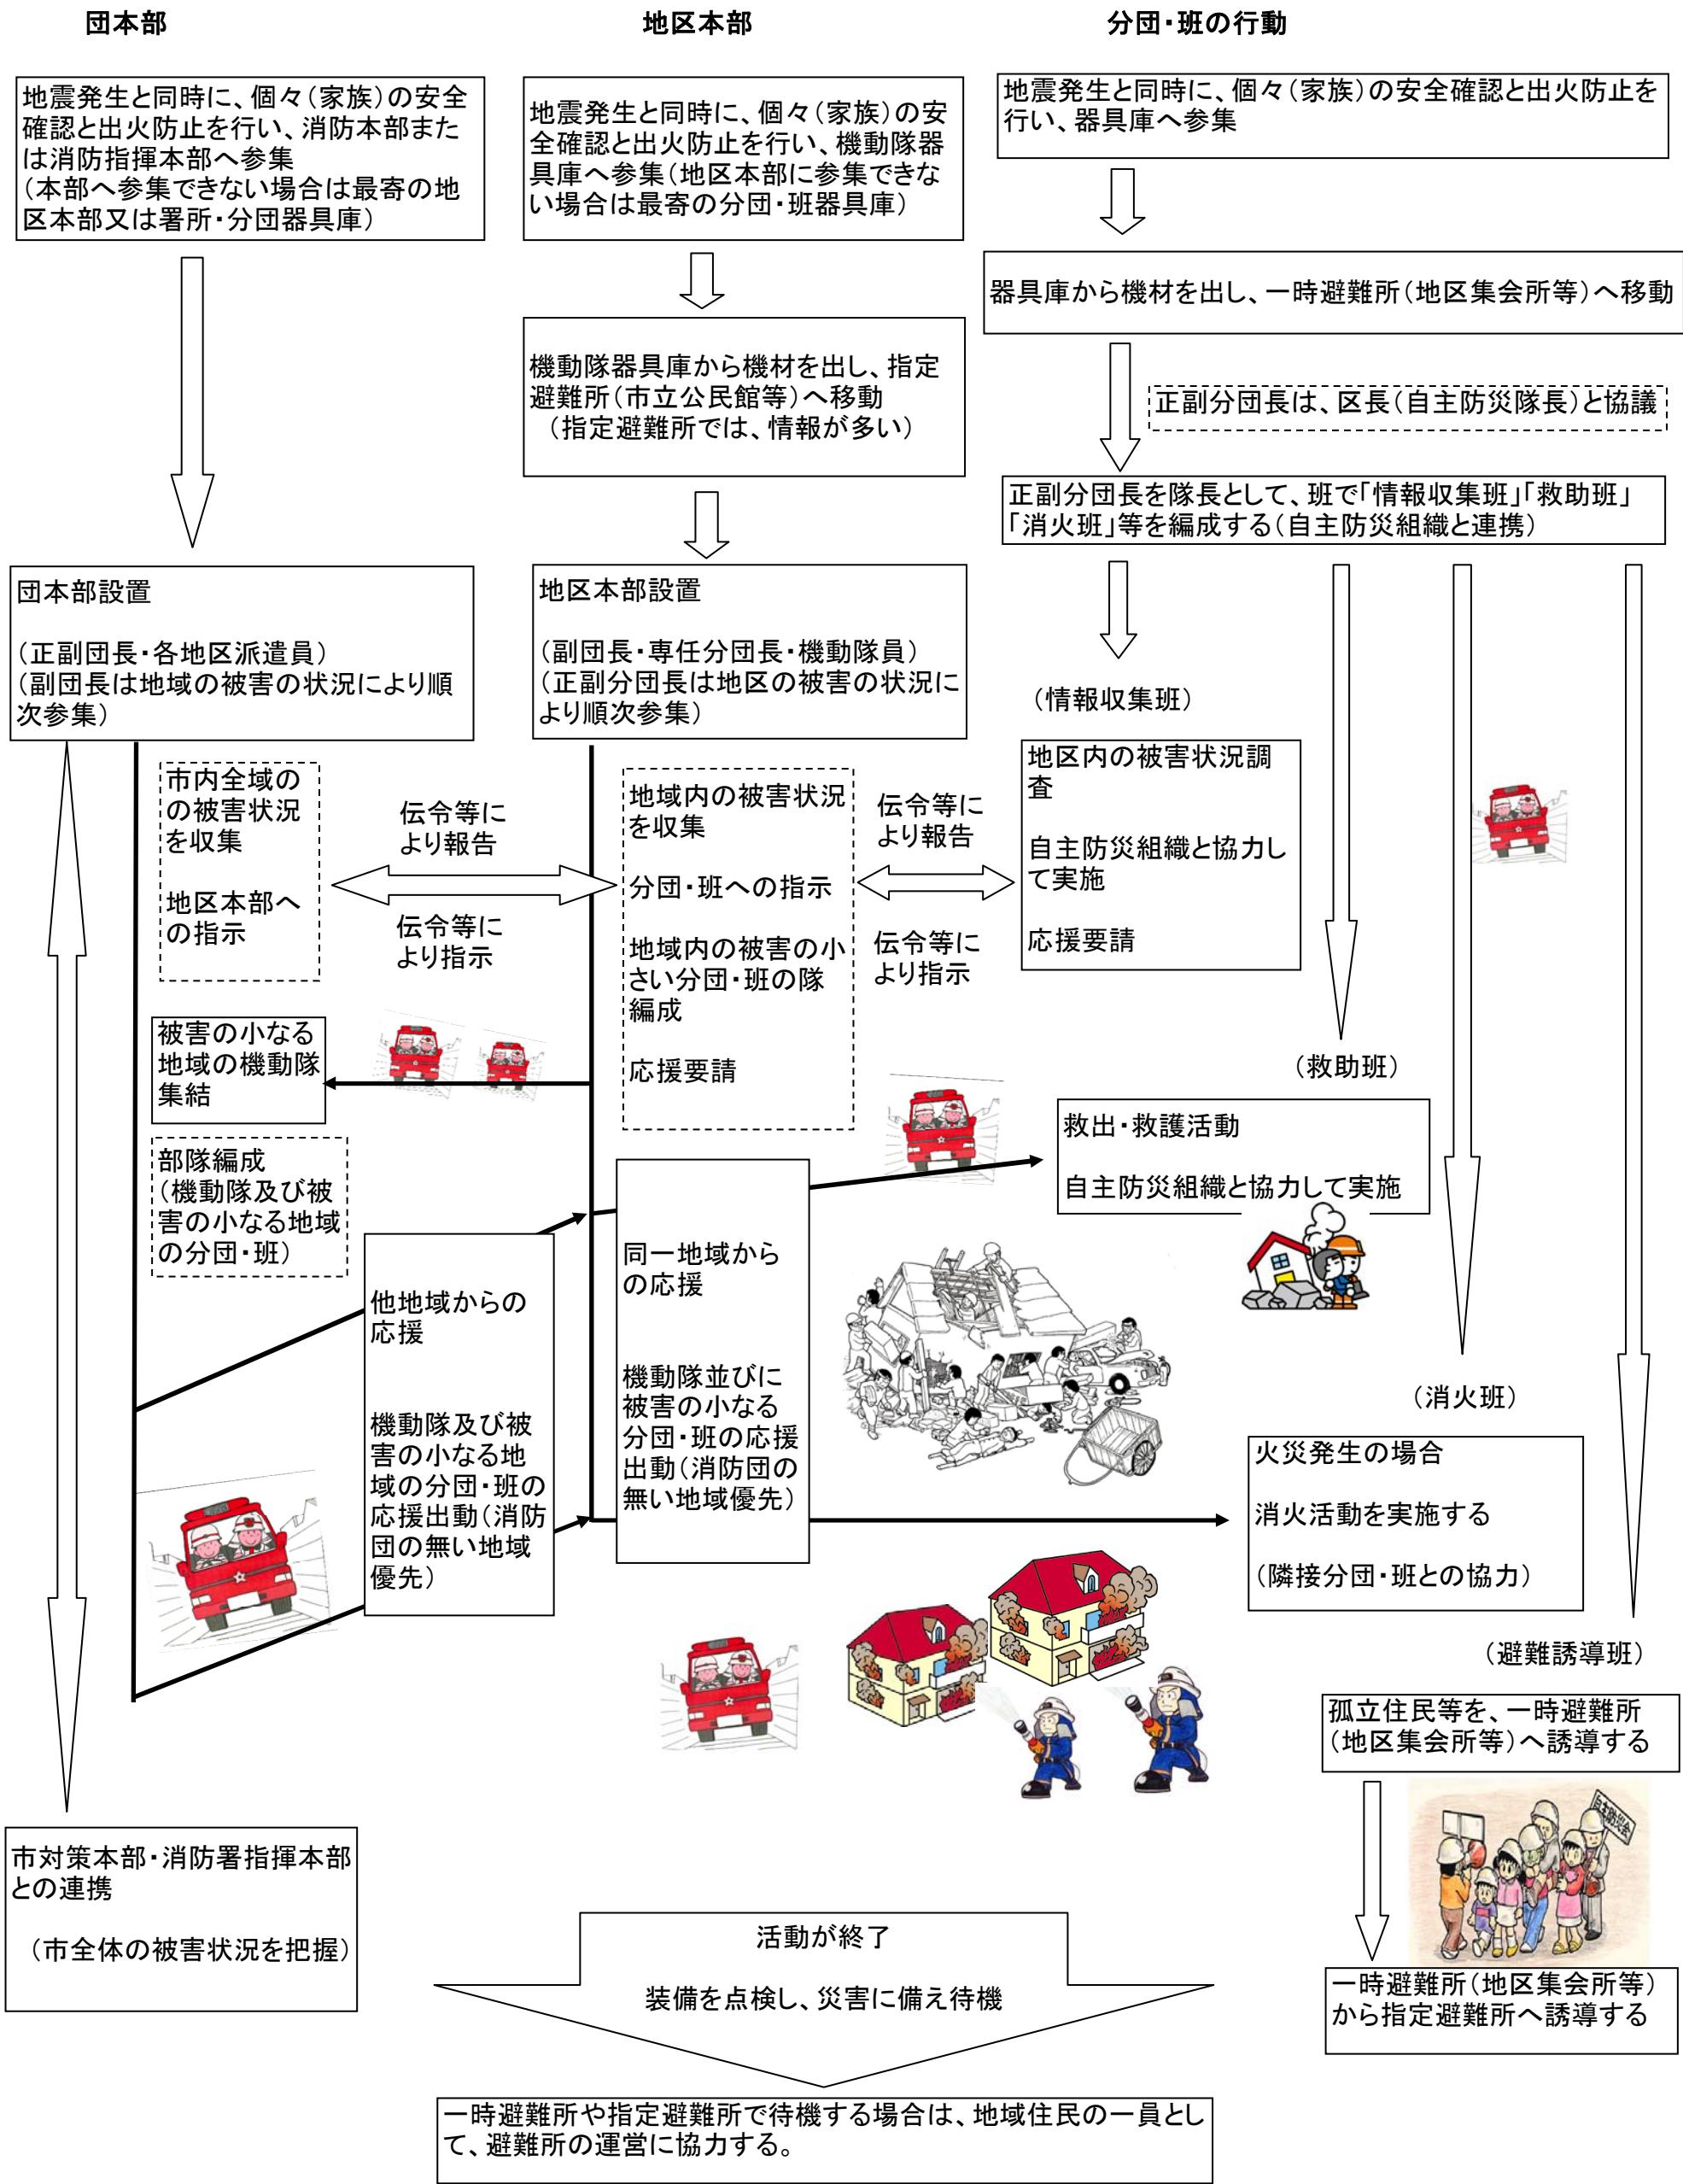 団本部
地震発生と同時に、個々(家族)の安全
確認と出火防止を行い、消防本部また
は消防指揮本部へ参集
(本部へ参集できない場合は最寄の地
区本部又は署所・分団器具庫)
団本部設置
(正副団長・各地区派遣員)
(副団長は地域の被害の状況により順
次参集)
市内全域の
の被害状況
を収集
地区本部へ
の指示
伝令等に
より報告
伝令等に
より指示
被害の小なる
地域の機動隊
集結
部隊編成
(機動隊及び被
害の小なる地域
の分団・班)
他地域からの
応援
機動隊及び被
害の小なる地
域の分団・班の
応援出動(消防
団の無い地域
優先)
市対策本部・消防署指揮本部
との連携
(市全体の被害状況を把握)
地区本部
地震発生と同時に、個々(家族)の安
全確認と出火防止を行い、機動隊器
具庫へ参集(地区本部に参集できな
い場合は最寄の分団・班器具庫)
機動隊器具庫から機材を出し、指定
避難所(市立公民館等)へ移動
(指定避難所では、情報が多い)
地区本部設置
(副団長・専任分団長・機動隊員)
(正副分団長は地区の被害の状況に
より順次参集)
地域内の被害状況
を収集
分団・班への指示
地域内の被害の小
さい分団・班の隊
編成
応援要請
伝令等に
より報告
伝令等に
より指示
同一地域から
の応援
機動隊並びに
被害の小なる
分団・班の応援
出動(消防団の
無い地域優先)
分団・班の行動
地震発生と同時に、個々(家族)の安全確認と出火防止を
行い、器具庫へ参集
器具庫から機材を出し、一時避難所(地区集会所等)へ移動
正副分団長は、区長(自主防災隊長)と協議
正副分団長を隊長として、班で「情報収集班」「救助班」
「消火班」等を編成する(自主防災組織と連携)
(情報収集班)
地区内の被害状況調
査
自主防災組織と協力し
て実施
応援要請
(救助班)
救出・救護活動
自主防災組織と協力して実施
(消火班)
火災発生の場合
消火活動を実施する
(隣接分団・班との協力)
(避難誘導班)
孤立住民等を、一時避難所
(地区集会所等)へ誘導する
自主防災会
一時避難所(地区集会所等)
から指定避難所へ誘導する
活動が終了
装備を点検し、災害に備え待機
一時避難所や指定避難所で待機する場合は、地域住民の一員とし
て、避難所の運営に協力する。